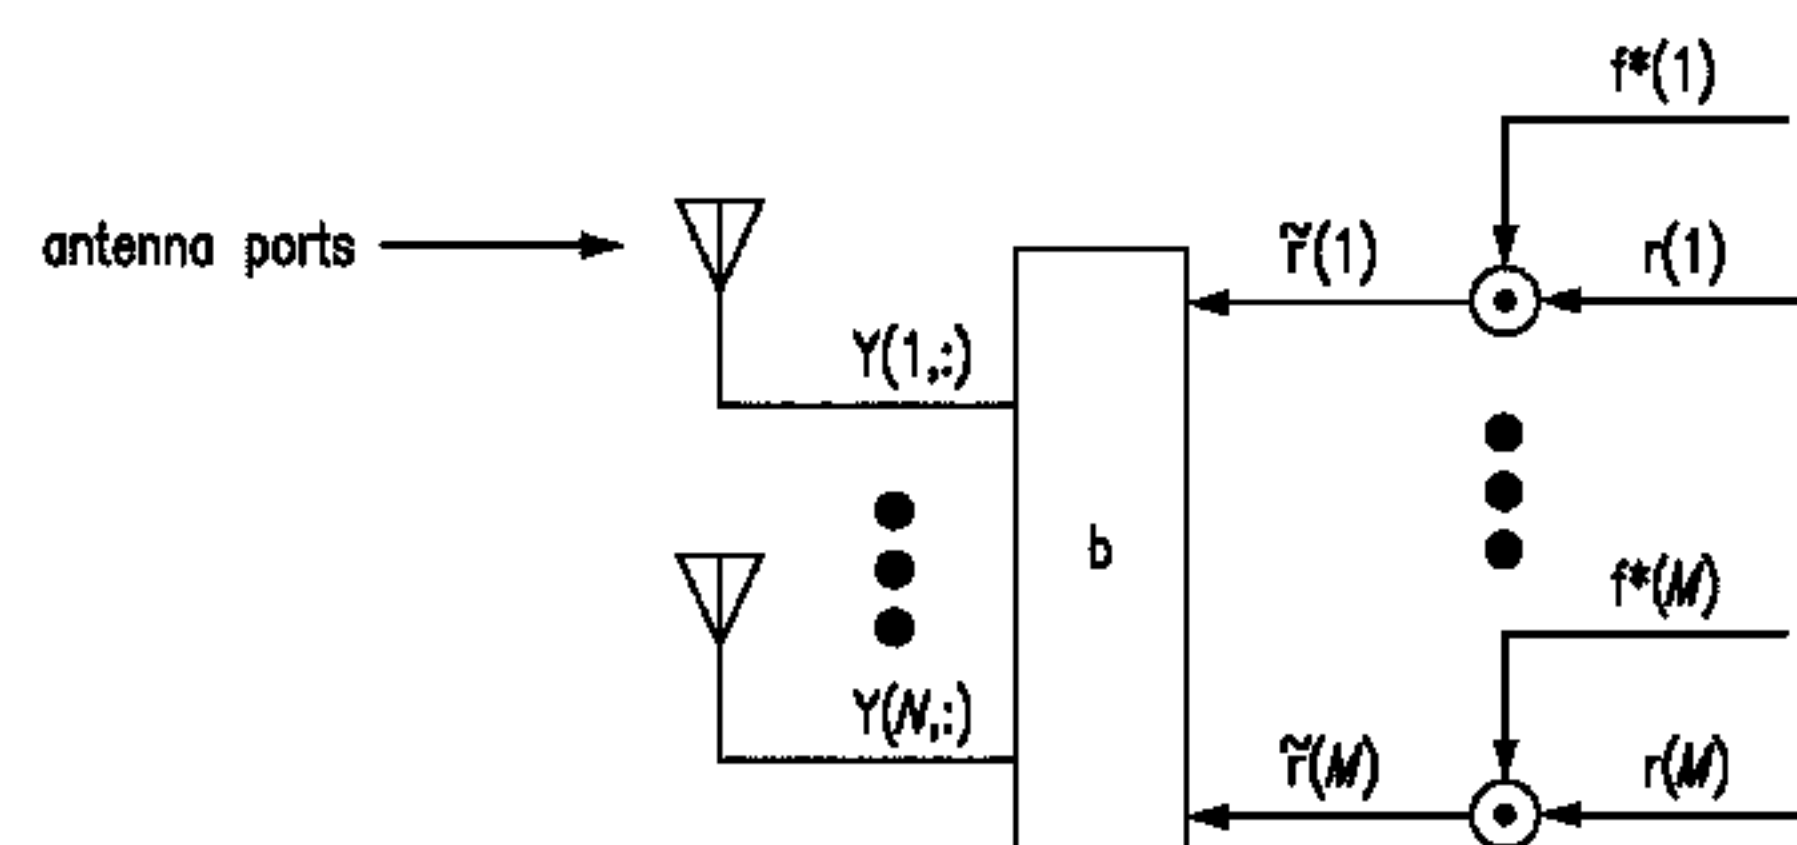 f*(1)
antenna ports
r̃(1)
r(1)
Y(1,:)
b
f*(M)
Y(N,:)
r̃(M)
r(M)